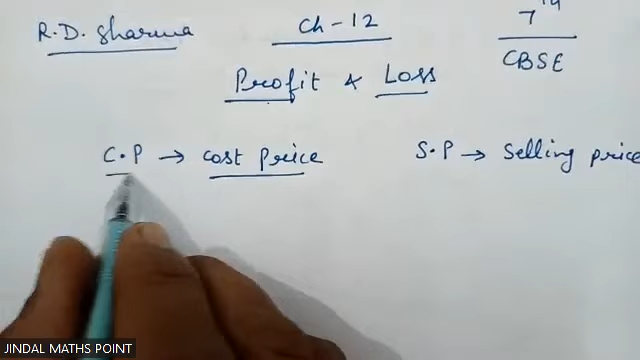 R.D. Sharma Ch-12 7th
CBSE
Profit & Loss
C.P → Cost Price S.P → Selling price
JINDAL MATHS POINT